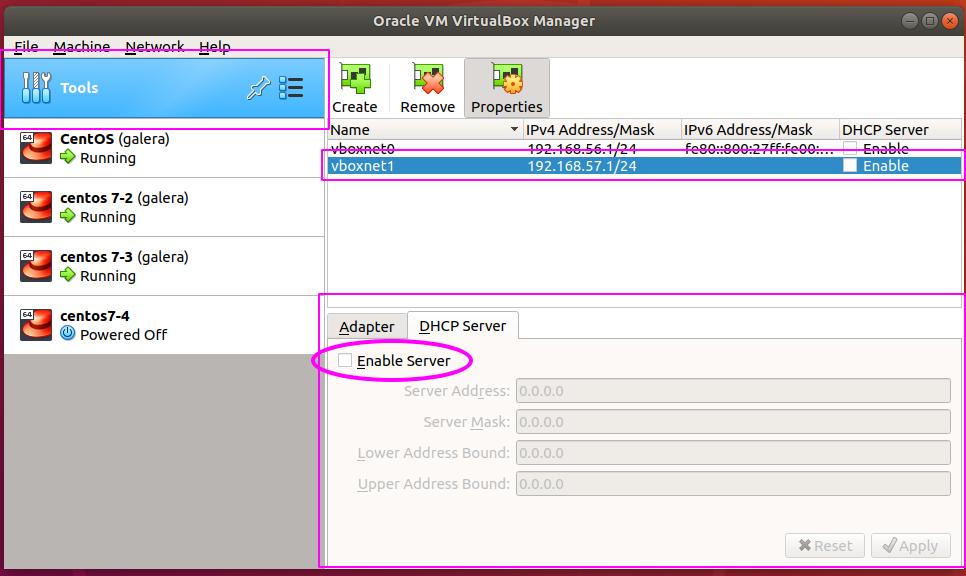 Oracle VM VirtualBox Manager
File Machine Network Help
Tools
Create Remove Properties
Name IPv4 Address/Mask IPv6 Address/Mask DHCP Server
vboxnet0 192.168.56.1/24 fe80::800:27ff:fe00:... Enable
vboxnet1 192.168.57.1/24 Enable
64
CentOS (galera)
Running
64
centos 7-2 (galera)
Running
64
centos 7-3 (galera)
Running
64
centos7-4
Powered Off
Adapter DHCP Server
Enable Server
Server Address: 0.0.0.0
Server Mask: 0.0.0.0
Lower Address Bound: 0.0.0.0
Upper Address Bound: 0.0.0.0
Reset Apply